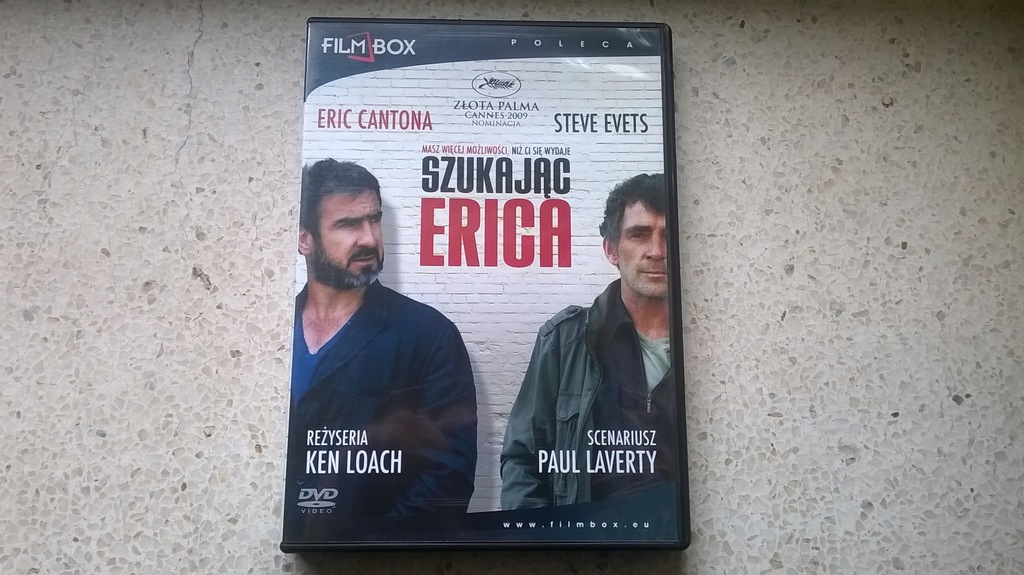 FILMBOX
POLECA
ZŁOTA PALMA
CANNES 2009
NOMINACJA
ERIC CANTONA
STEVE EVETS
MASZ WIĘCEJ MOŻLIWOŚCI, NIŻ CI SIĘ WYDAJE
SZUKAJĄC
ERICA
REŻYSERIA
KEN LOACH
SCENARIUSZ
PAUL LAVERTY
DVD
VIDEO
www.filmbox.eu